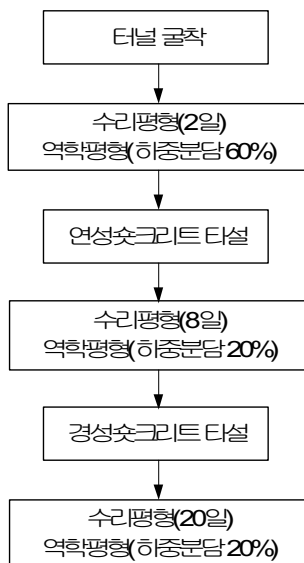 터널 굴착
수리평형(2일)
역학평형(하중분담 60%)
연성숏크리트 타설
수리평형(8일)
역학평형(하중분담 20%)
경성숏크리트 타설
수리평형(20일)
역학평형(하중분담 20%)